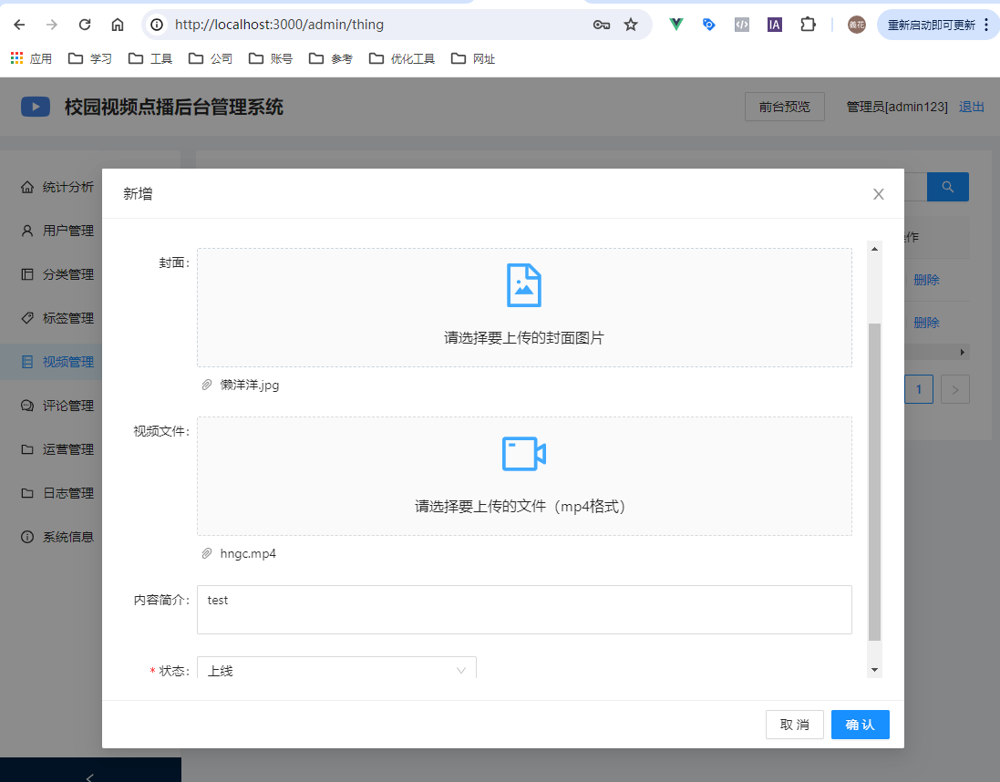 http://localhost:3000/admin/thing
IA
義花
重新启动即可更新
应用
学习
工具
公司
账号
参考
优化工具
网址
校园视频点播后台管理系统
前台预览
管理员[admin123]
退出
统计分析
用户管理
分类管理
标签管理
视频管理
评论管理
运营管理
日志管理
系统信息
新增
封面:
请选择要上传的封面图片
懒洋洋.jpg
视频文件:
请选择要上传的文件（mp4格式）
hngc.mp4
内容简介:
test
* 状态:
上线
取 消
确 认
作
删除
删除
1